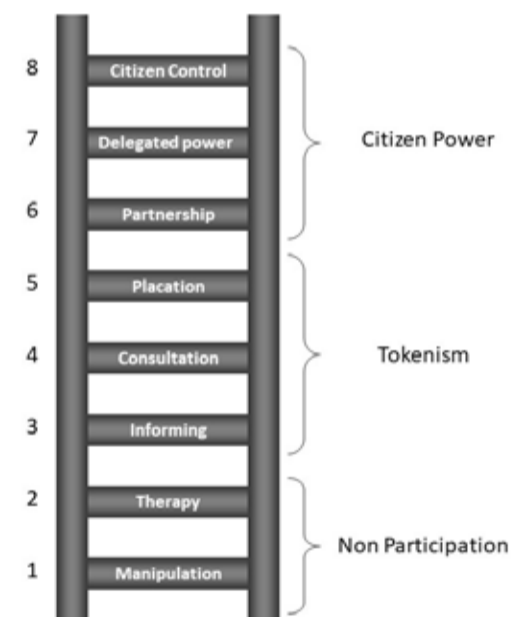 8 Citizen Control
7 Delegated power
Citizen Power
6 Partnership
5 Placation
4 Consultation
Tokenism
3 Informing
2 Therapy
Non Participation
1 Manipulation